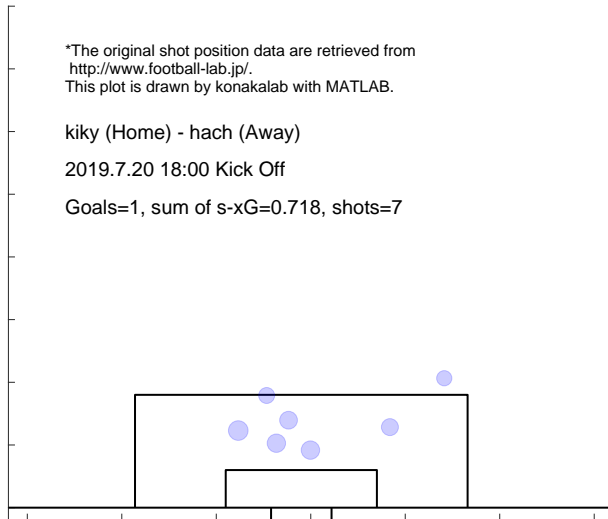 *The original shot position data are retrieved from
http://www.football-lab.jp/.
This plot is drawn by konakalab with MATLAB.
kiky (Home) - hach (Away)
2019.7.20 18:00 Kick Off
Goals=1, sum of s-xG=0.718, shots=7